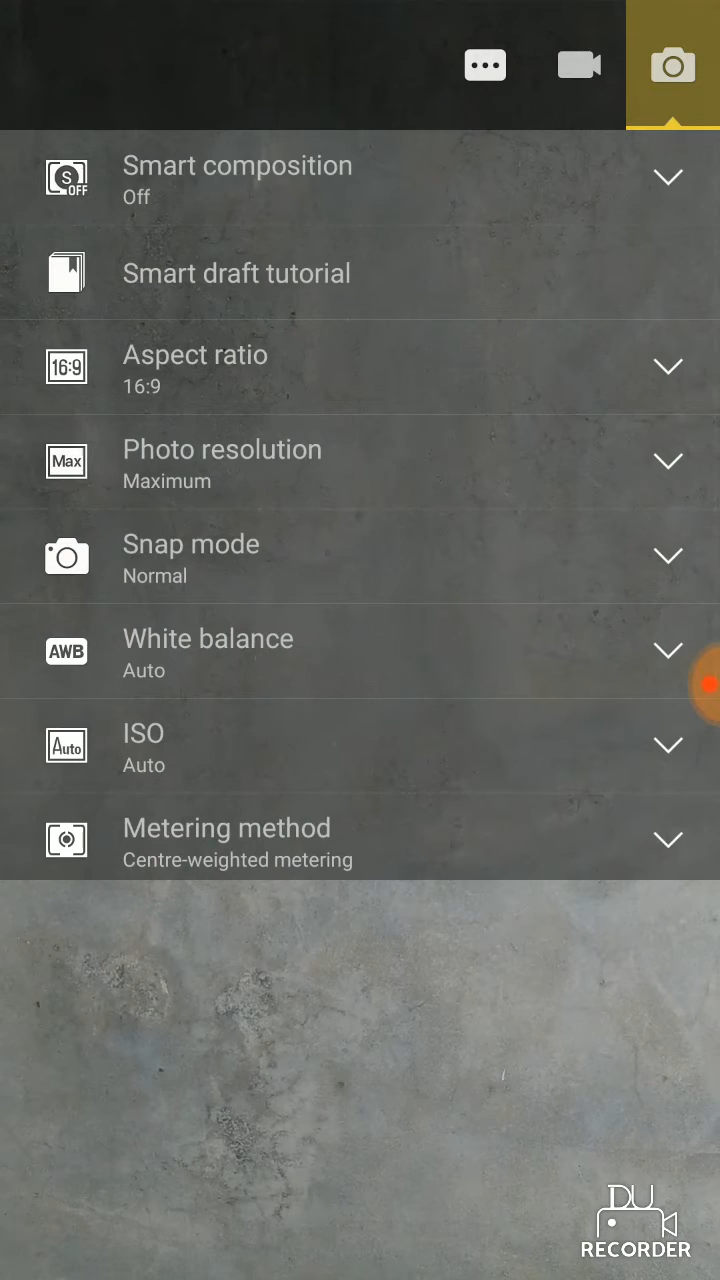 S
OFF
Smart composition
Off
Smart draft tutorial
16:9
Aspect ratio
16:9
Max
Photo resolution
Maximum
Snap mode
Normal
AWB
White balance
Auto
Auto
ISO
Auto
Metering method
Centre-weighted metering
DU
RECORDER